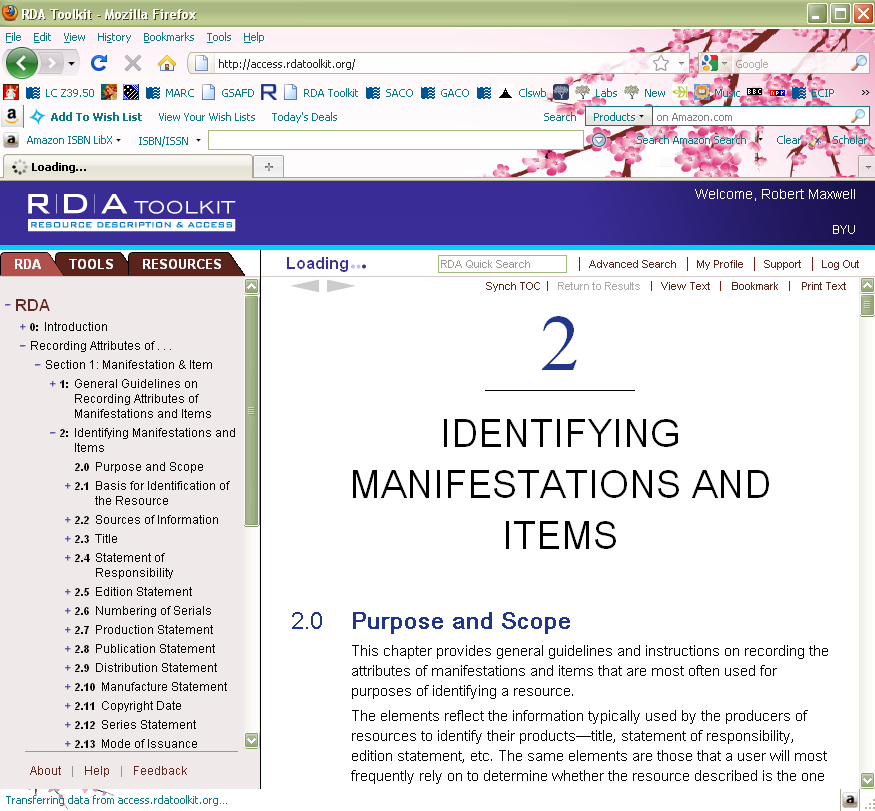 RDA Toolkit - Mozilla Firefox
File Edit View History Bookmarks Tools Help
http://access.rdatoolkit.org/ Google
LC Z39.50 MARC GSAFD RDA Toolkit SACO GACO Clswb Labs New Music BBC npr ECIP »
a Add To Wish List View Your Wish Lists Today's Deals Search Products on Amazon.com
a Amazon ISBN LibX ISBN/ISSN Search Amazon Search Clear Scholar
Loading...
R|D|A TOOLKIT
RESOURCE DESCRIPTION & ACCESS
Welcome, Robert Maxwell
BYU
RDA TOOLS RESOURCES
Loading... RDA Quick Search | Advanced Search | My Profile | Support | Log Out
Synch TOC | Return to Results | View Text | Bookmark | Print Text
- RDA
+ 0: Introduction
- Recording Attributes of . . .
- Section 1: Manifestation & Item
+ 1: General Guidelines on
Recording Attributes of
Manifestations and Items
- 2: Identifying Manifestations and
Items
2.0 Purpose and Scope
+ 2.1 Basis for Identification of
the Resource
+ 2.2 Sources of Information
+ 2.3 Title
+ 2.4 Statement of
Responsibility
+ 2.5 Edition Statement
+ 2.6 Numbering of Serials
+ 2.7 Production Statement
+ 2.8 Publication Statement
+ 2.9 Distribution Statement
+ 2.10 Manufacture Statement
+ 2.11 Copyright Date
+ 2.12 Series Statement
+ 2.13 Mode of Issuance
About | Help | Feedback
2
IDENTIFYING
MANIFESTATIONS AND
ITEMS
2.0 Purpose and Scope
This chapter provides general guidelines and instructions on recording the
attributes of manifestations and items that are most often used for
purposes of identifying a resource.
The elements reflect the information typically used by the producers of
resources to identify their products—title, statement of responsibility,
edition statement, etc. The same elements are those that a user will most
frequently rely on to determine whether the resource described is the one
Transferring data from access.rdatoolkit.org... a